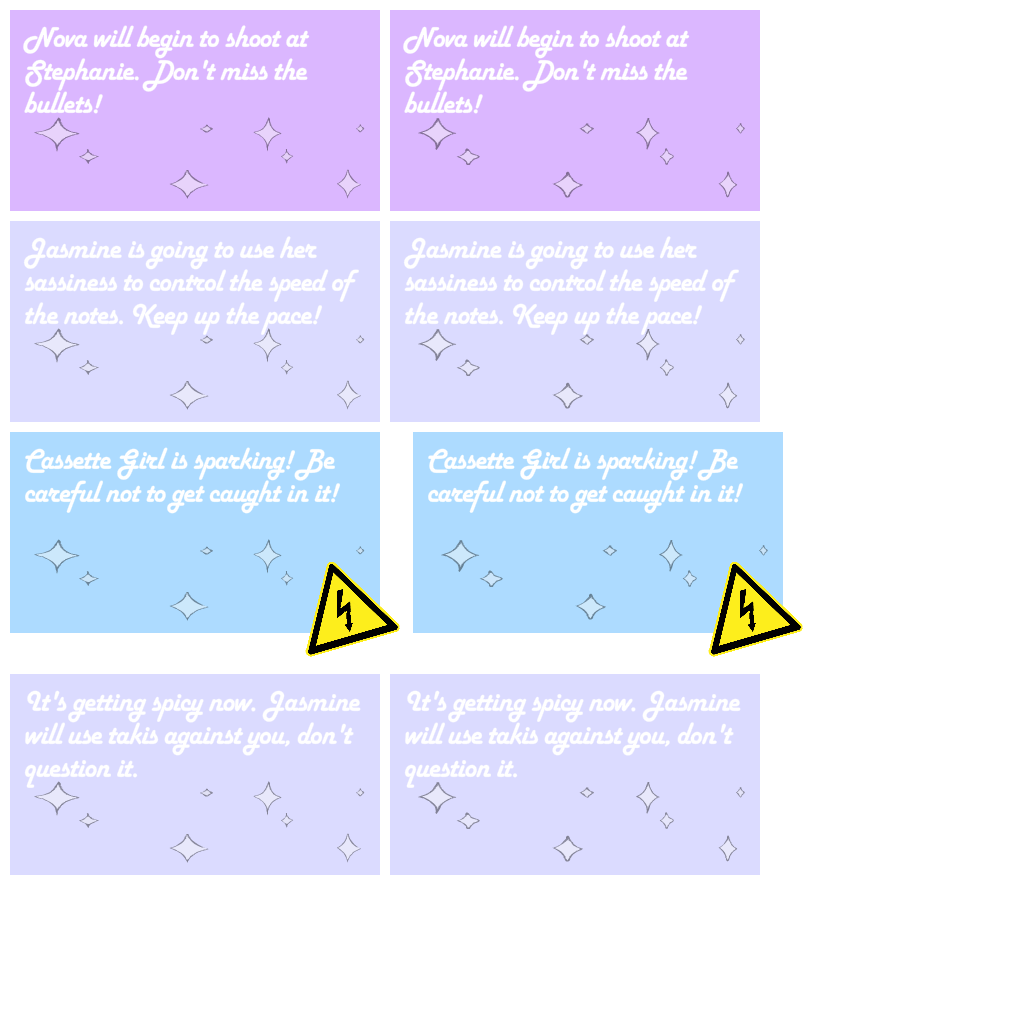 Nova will begin to shoot at
Stephanie. Don't miss the
bullets!
Nova will begin to shoot at
Stephanie. Don't miss the
bullets!
Jasmine is going to use her
sassiness to control the speed of
the notes. Keep up the pace!
Jasmine is going to use her
sassiness to control the speed of
the notes. Keep up the pace!
Cassette Girl is sparking! Be
careful not to get caught in it!
Cassette Girl is sparking! Be
careful not to get caught in it!
It's getting spicy now. Jasmine
will use takis against you, don't
question it.
It's getting spicy now. Jasmine
will use takis against you, don't
question it.